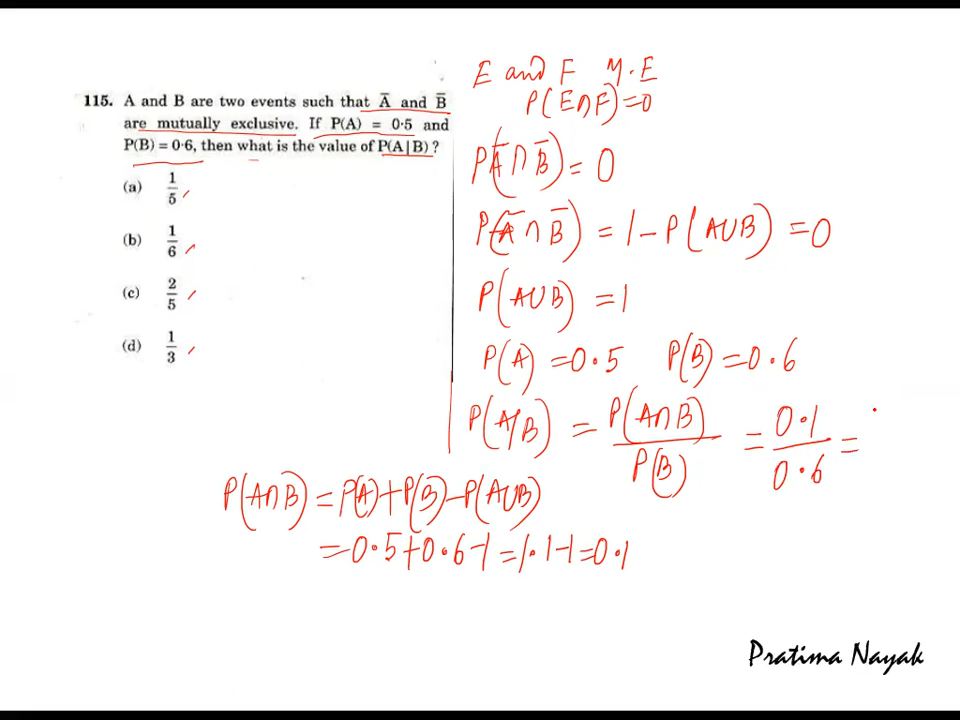 115. A and B are two events such that A̅ and B̅
are mutually exclusive. If P(A) = 0·5 and
P(B) = 0·6, then what is the value of P(A|B) ?
(a) 1/5
(b) 1/6
(c) 2/5
(d) 1/3
E and F M.E
P(E∩F)=0
P(A̅∩B̅)=0
P(A̅∩B̅)=1-P(A∪B)=0
P(A∪B)=1
P(A)=0.5 P(B)=0.6
P(A/B)=P(A∩B)/P(B)=0.1/0.6=
P(A∩B)=P(A)+P(B)-P(A∪B)
=0.5+0.6-1=1.1-1=0.1
Pratima Nayak